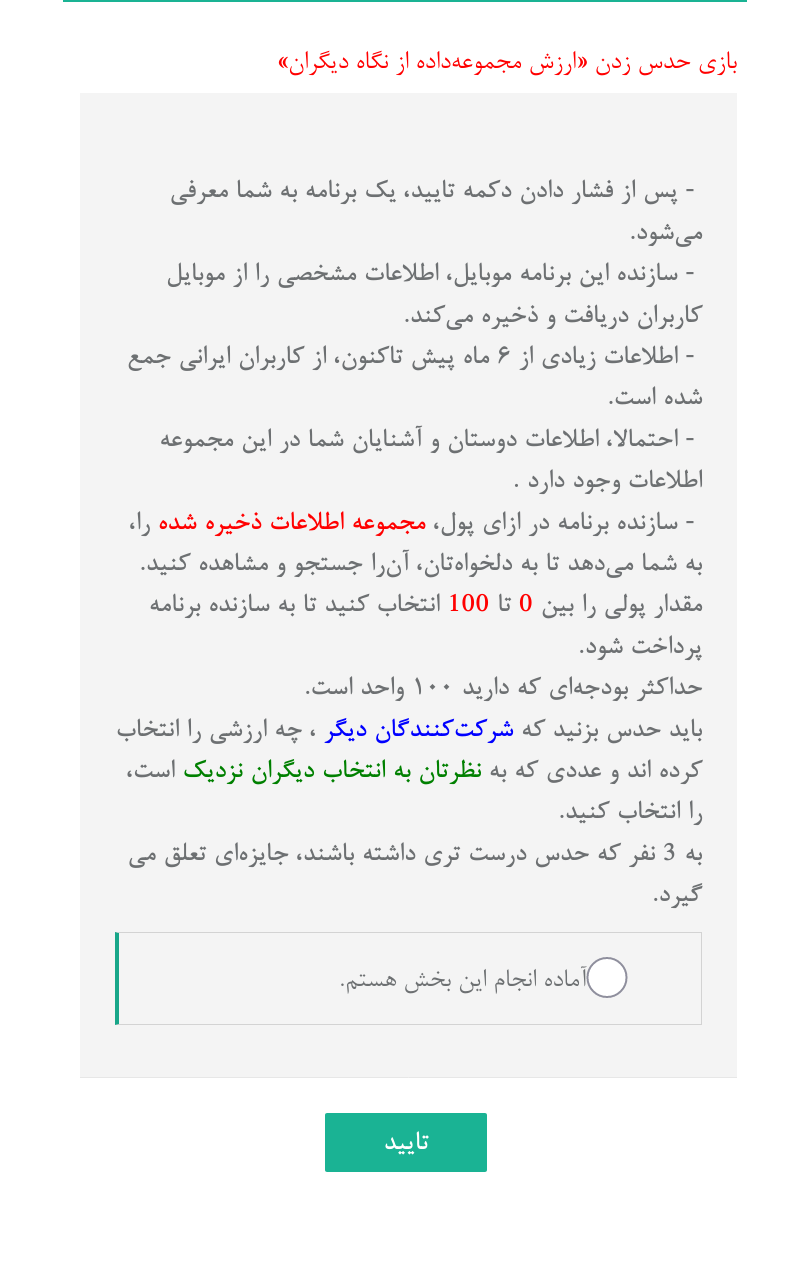 بازی حدس زدن «ارزش مجموعه‌داده از نگاه دیگران»
- پس از فشار دادن دکمه تایید، یک برنامه به شما معرفی
می‌شود.
- سازنده این برنامه موبایل، اطلاعات مشخصی را از موبایل
کاربران دریافت و ذخیره می‌کند.
- اطلاعات زیادی از ۶ ماه پیش تاکنون، از کاربران ایرانی جمع
شده است.
- احتمالا، اطلاعات دوستان و آشنایان شما در این مجموعه
اطلاعات وجود دارد .
- سازنده برنامه در ازای پول، مجموعه اطلاعات ذخیره شده را،
به شما می‌دهد تا به دلخواه‌تان، آن‌را جستجو و مشاهده کنید.
مقدار پولی را بین 0 تا 100 انتخاب کنید تا به سازنده برنامه
پرداخت شود.
حداکثر بودجه‌ای که دارید ۱۰۰ واحد است.
باید حدس بزنید که شرکت‌کنندگان دیگر ، چه ارزشی را انتخاب
کرده اند و عددی که به نظرتان به انتخاب دیگران نزدیک است،
را انتخاب کنید.
به 3 نفر که حدس درست تری داشته باشند، جایزه‌ای تعلق می
گیرد.
آماده انجام این بخش هستم.
تایید